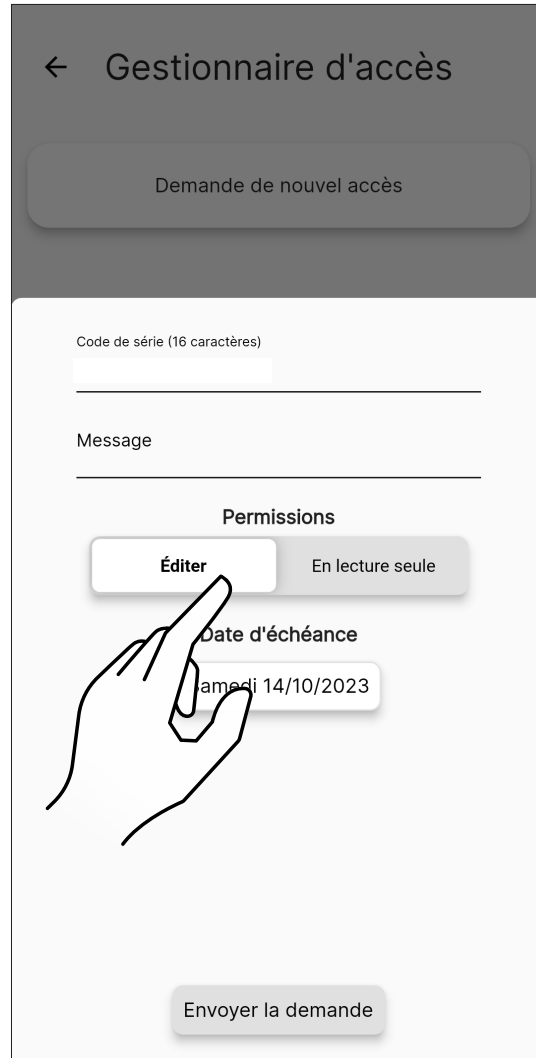 Gestionnaire d'accès
Demande de nouvel accès
Code de série (16 caractères)
Message
Permissions
Éditer
En lecture seule
Date d'échéance
samedi 14/10/2023
Envoyer la demande